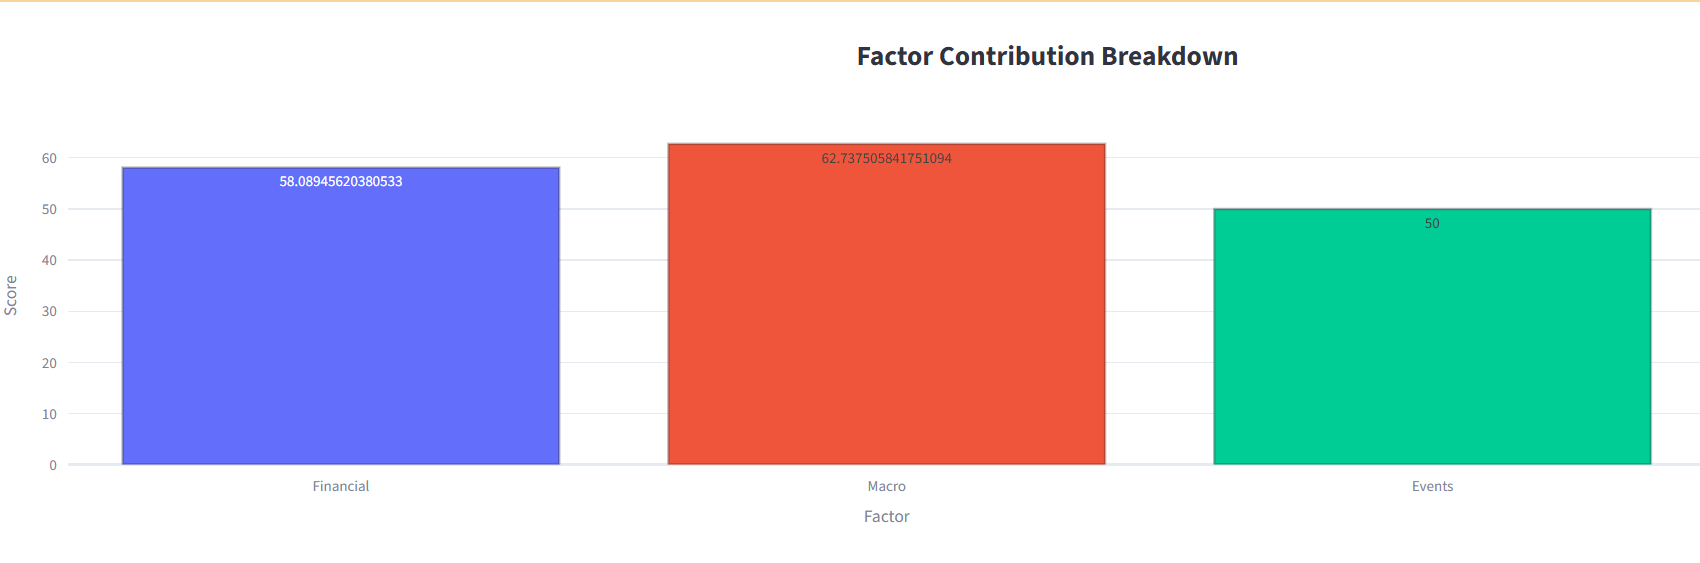 Factor Contribution Breakdown
60
50
40
30
20
10
0
Score
58.08945620380533
62.737505841751094
50
Financial
Macro
Events
Factor